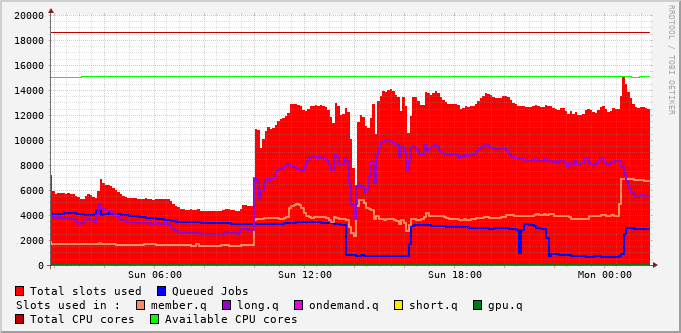 RRDTOOL / TOBI OETIKER
20000
18000
16000
14000
12000
10000
8000
6000
4000
2000
0
Sun 06:00 Sun 12:00 Sun 18:00 Mon 00:00
Total slots used Queued Jobs
Slots used in : member.q long.q ondemand.q short.q gpu.q
Total CPU cores Available CPU cores